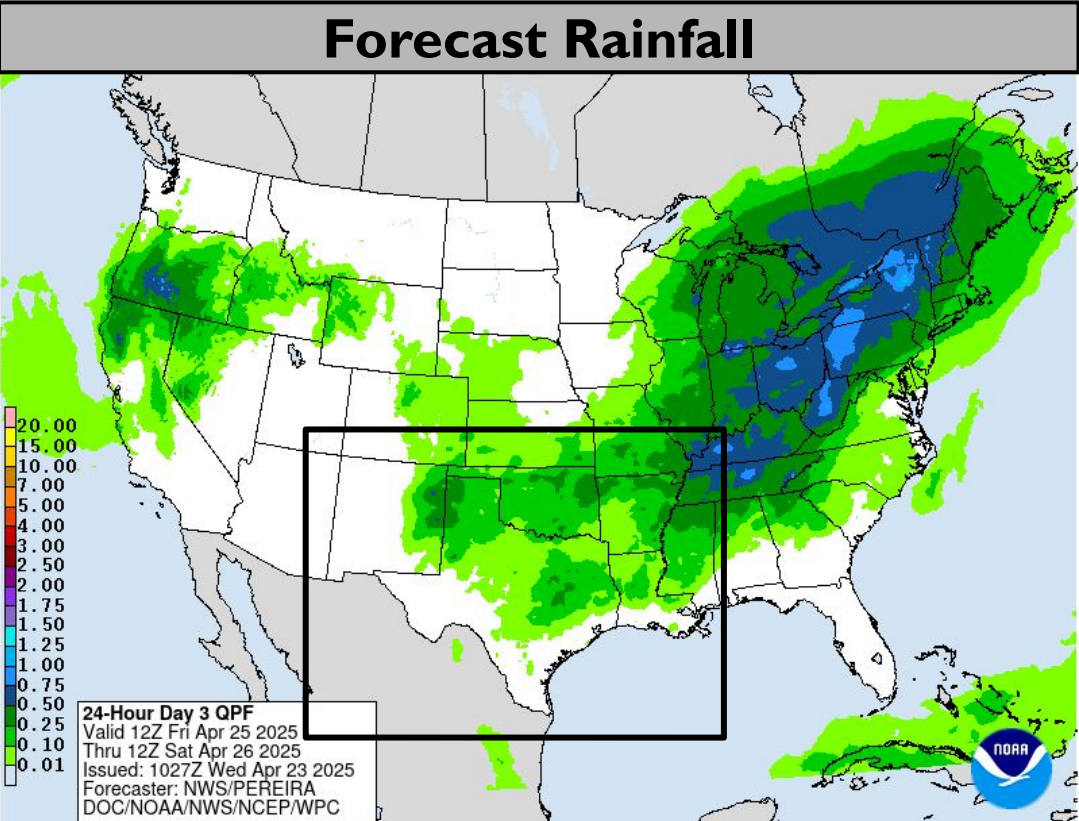 Forecast Rainfall
20.00
15.00
10.00
7.00
5.00
4.00
3.00
2.50
2.00
1.75
1.50
1.25
1.00
0.75
0.50
0.25
0.10
0.01
24-Hour Day 3 QPF
Valid 12Z Fri Apr 25 2025
Thru 12Z Sat Apr 26 2025
Issued: 1027Z Wed Apr 23 2025
Forecaster: NWS/PEREIRA
DOC/NOAA/NWS/NCEP/WPC
NOAA